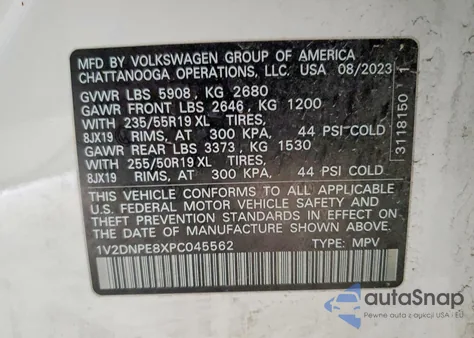 MFD. BY VOLKSWAGEN GROUP OF AMERICA
CHATTANOOGA OPERATIONS, LLC. USA 08/2023
GVWR LBS 5908, KG 2680
GAWR FRONT LBS 2646, KG 1200
WITH 235/55R19 XL TIRES,
8JX19 RIMS, AT 300 KPA, 44 PSI COLD
GAWR REAR LBS 3373, KG 1530
WITH 255/50R19 XL TIRES,
8JX19 RIMS, AT 300 KPA, 44 PSI COLD
THIS VEHICLE CONFORMS TO ALL APPLICABLE
U.S. FEDERAL MOTOR VEHICLE SAFETY AND
THEFT PREVENTION STANDARDS IN EFFECT ON
THE DATE OF MANUFACTURE SHOWN ABOVE.
1V2DNPE8XPC045562 TYPE: MPV
3118150 1
autoSnap
Pewne auta z USA i EU